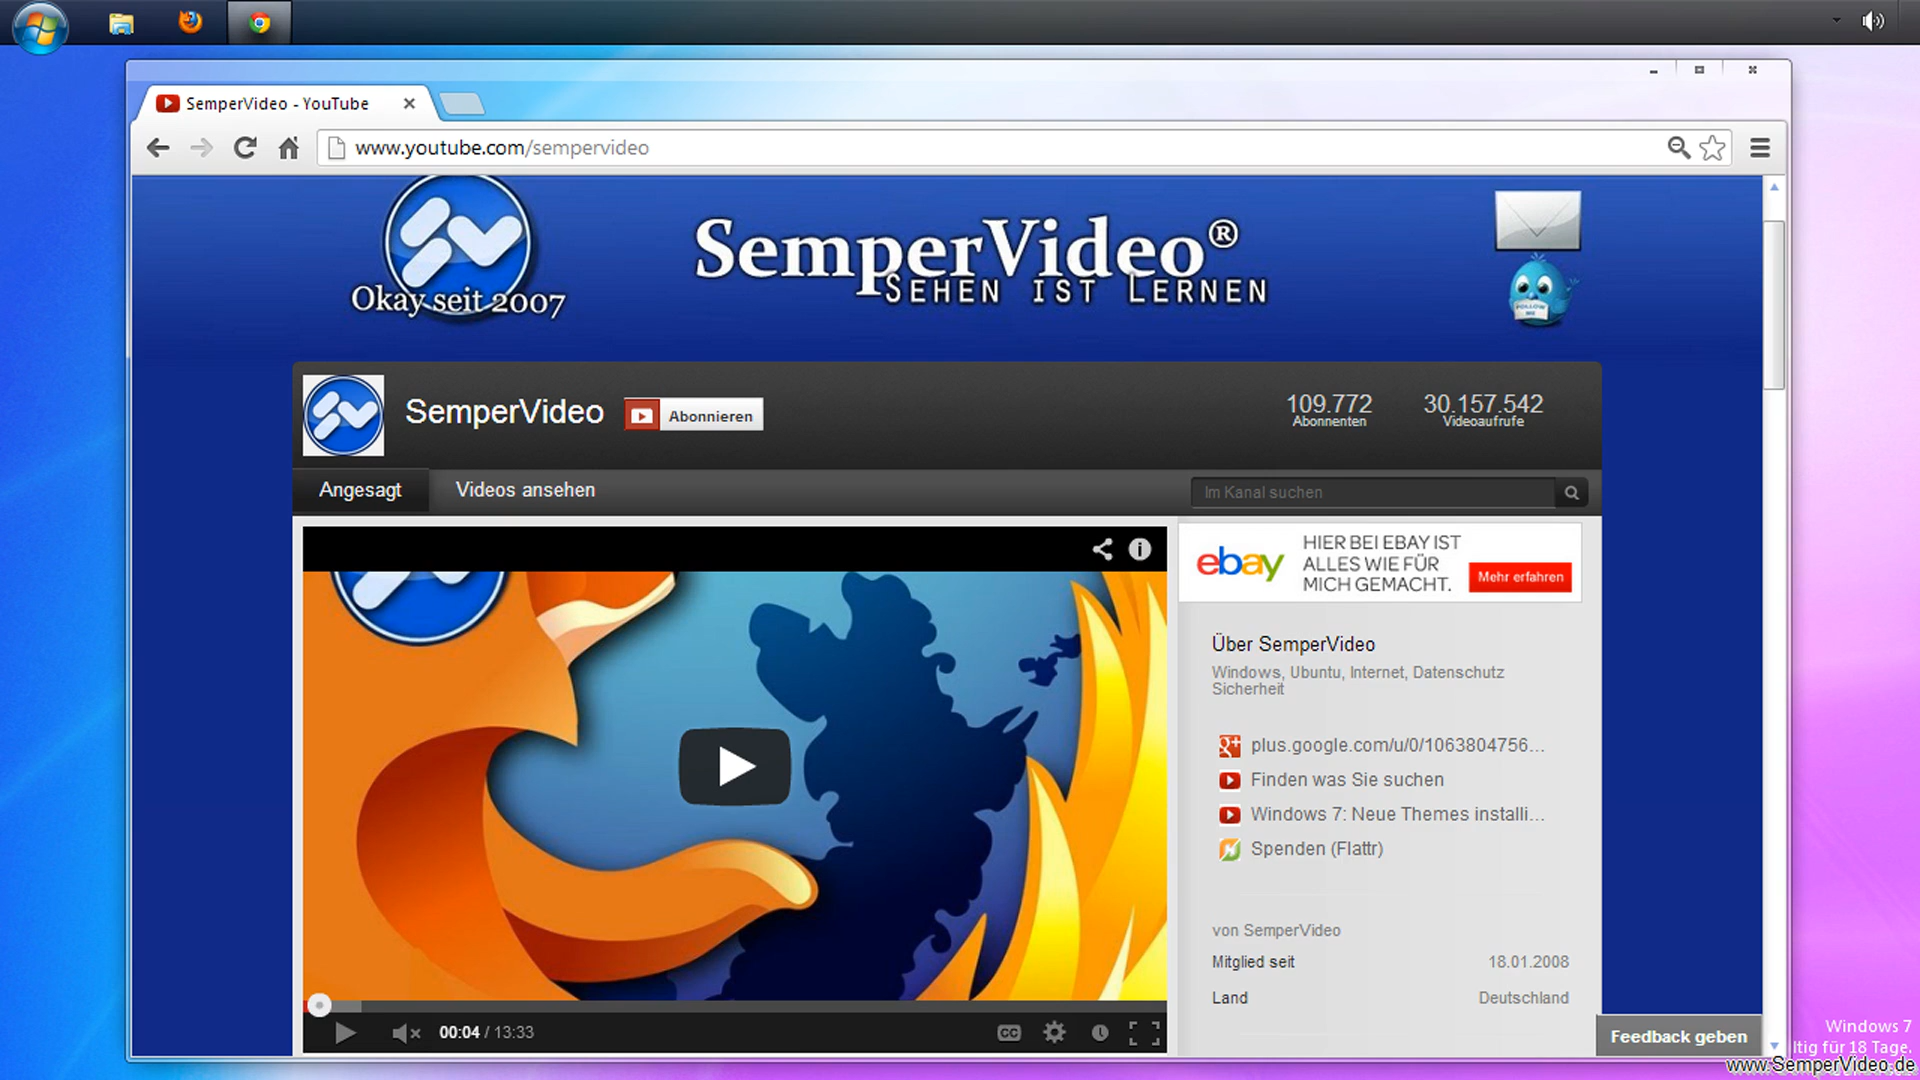 SemperVideo - YouTube
www.youtube.com/sempervideo
Okay seit 2007
SemperVideo®
SEHEN IST LERNEN
FOLLOW
ME
SemperVideo
Abonnieren
109.772
Abonnenten
30.157.542
Videoaufrufe
Angesagt
Videos ansehen
Im Kanal suchen
ebay
HIER BEI EBAY IST
ALLES WIE FÜR
MICH GEMACHT.
Mehr erfahren
Über SemperVideo
Windows, Ubuntu, Internet, Datenschutz
Sicherheit
plus.google.com/u/0/1063804756...
Finden was Sie suchen
Windows 7: Neue Themes installi...
Spenden (Flattr)
von SemperVideo
Mitglied seit 18.01.2008
Land Deutschland
00:04 / 13:33
CC
Feedback geben
Windows 7
ltig für 18 Tage.
www.SemperVideo.de